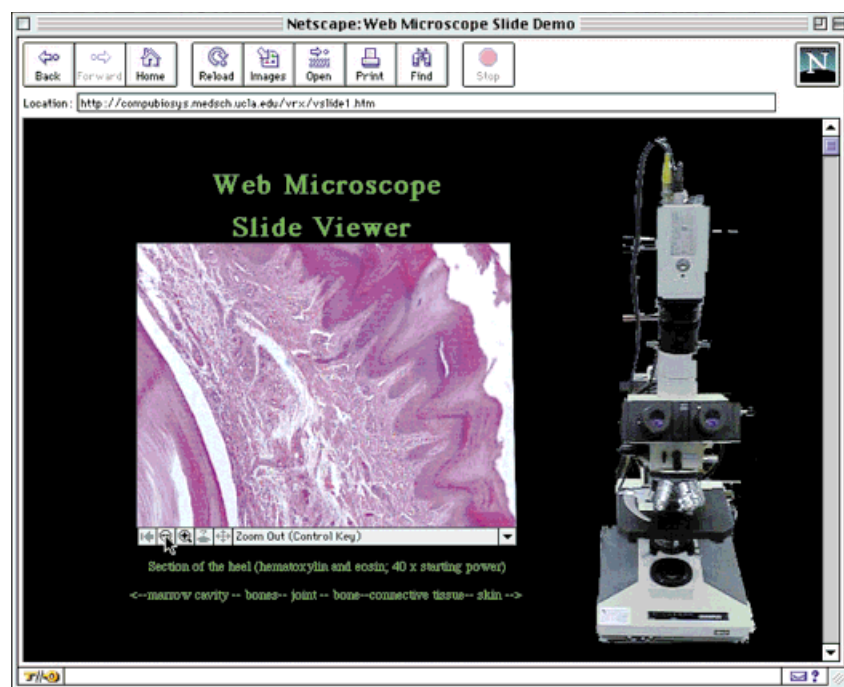 Netscape: Web Microscope Slide Demo
Back Forward Home Reload Images Open Print Find Stop
N
Location: http://compubiosys.medsch.ucla.edu/vrx/vslide1.htm
Web Microscope
Slide Viewer
Zoom Out (Control Key)
Section of the heel (hematoxylin and eosin; 40 x starting power)
<--marrow cavity -- bones-- joint -- bone--connective tissue-- skin -->
?